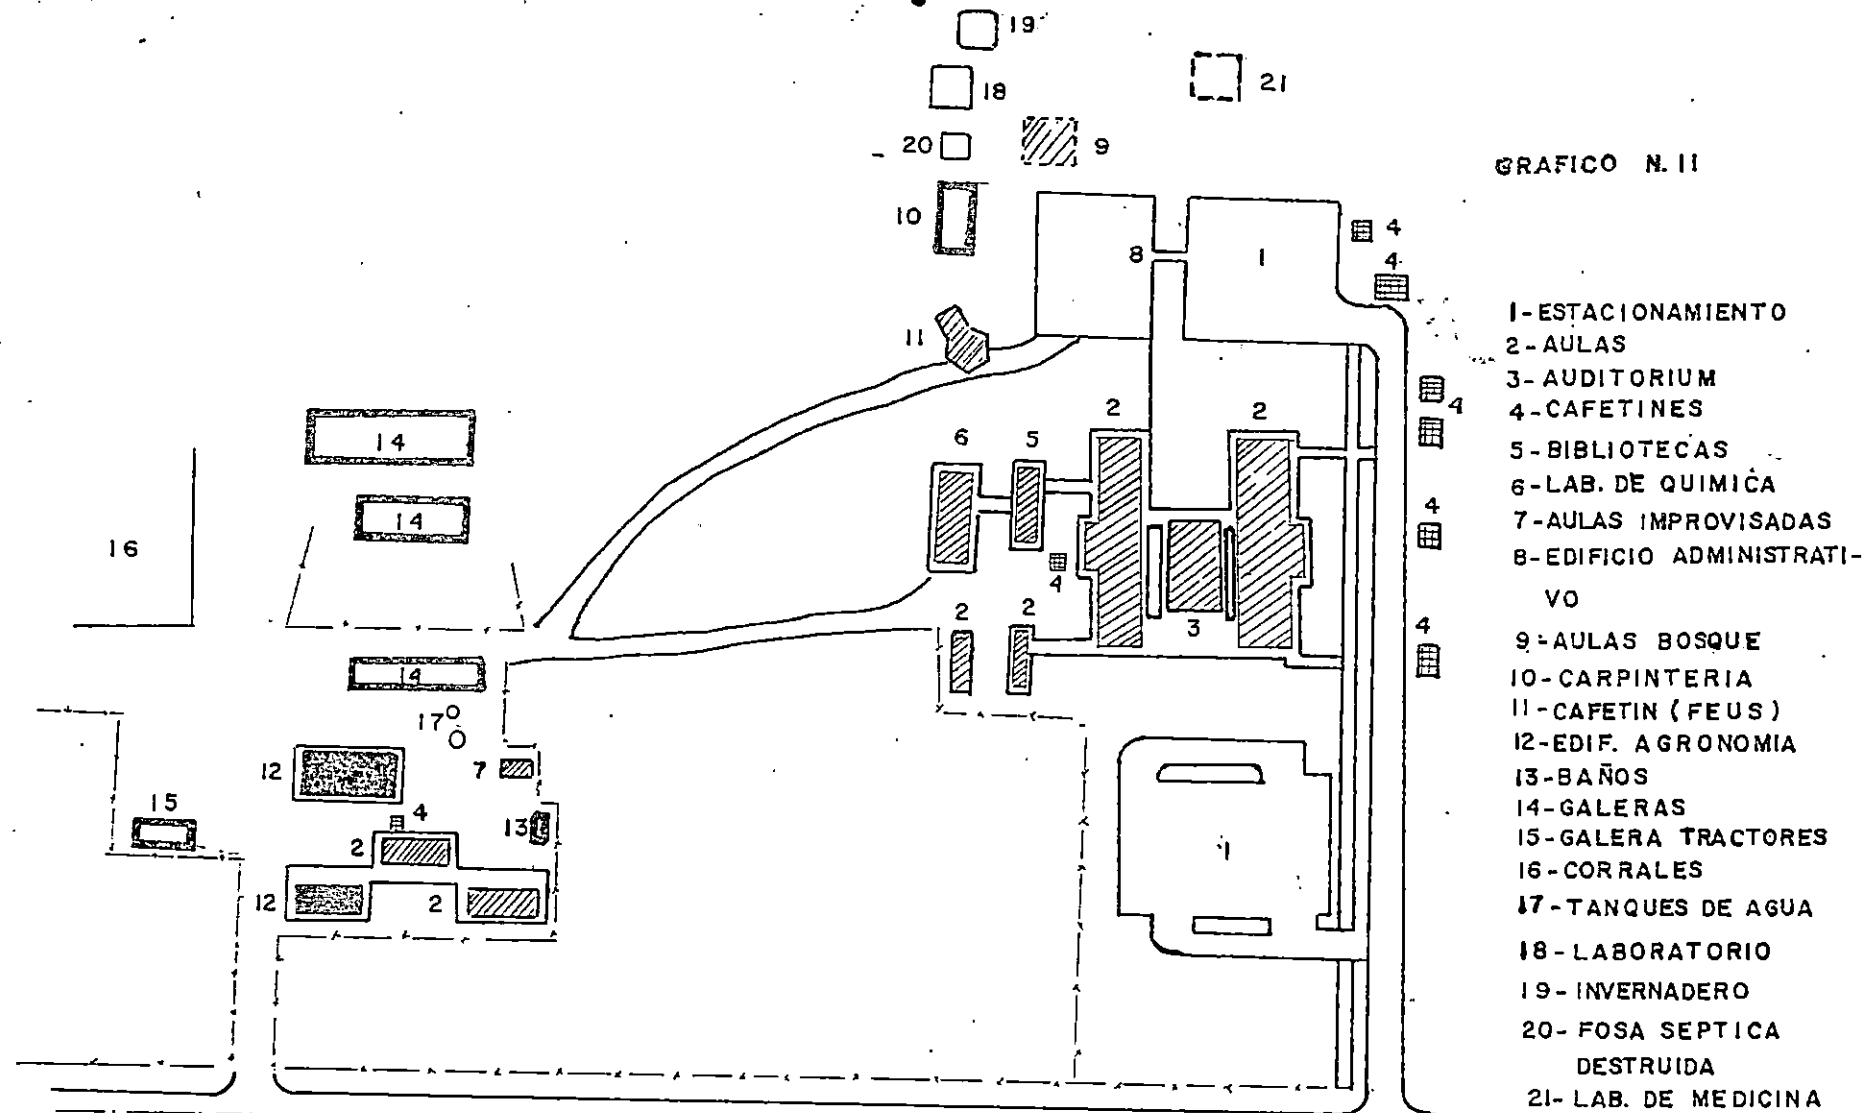 19
18
21
20
9
GRAFICO N. 11
10
4
8
1
4
11
1-ESTACIONAMIENTO
2-AULAS
3-AUDITORIUM
4-CAFETINES
5-BIBLIOTECAS
6-LAB. DE QUIMICA
7-AULAS IMPROVISADAS
8-EDIFICIO ADMINISTRATI-
VO
9-AULAS BOSQUE
10-CARPINTERIA
11-CAFETIN (FEUS)
12-EDIF. AGRONOMIA
13-BAÑOS
14-GALERAS
15-GALERA TRACTORES
16-CORRALES
17-TANQUES DE AGUA
18-LABORATORIO
19-INVERNADERO
20-FOSA SEPTICA
DESTRUIDA
21-LAB. DE MEDICINA
2
2
4
14
6
5
14
4
16
4
2
2
3
4
14
17
12
7
15
4
13
2
1
12
2